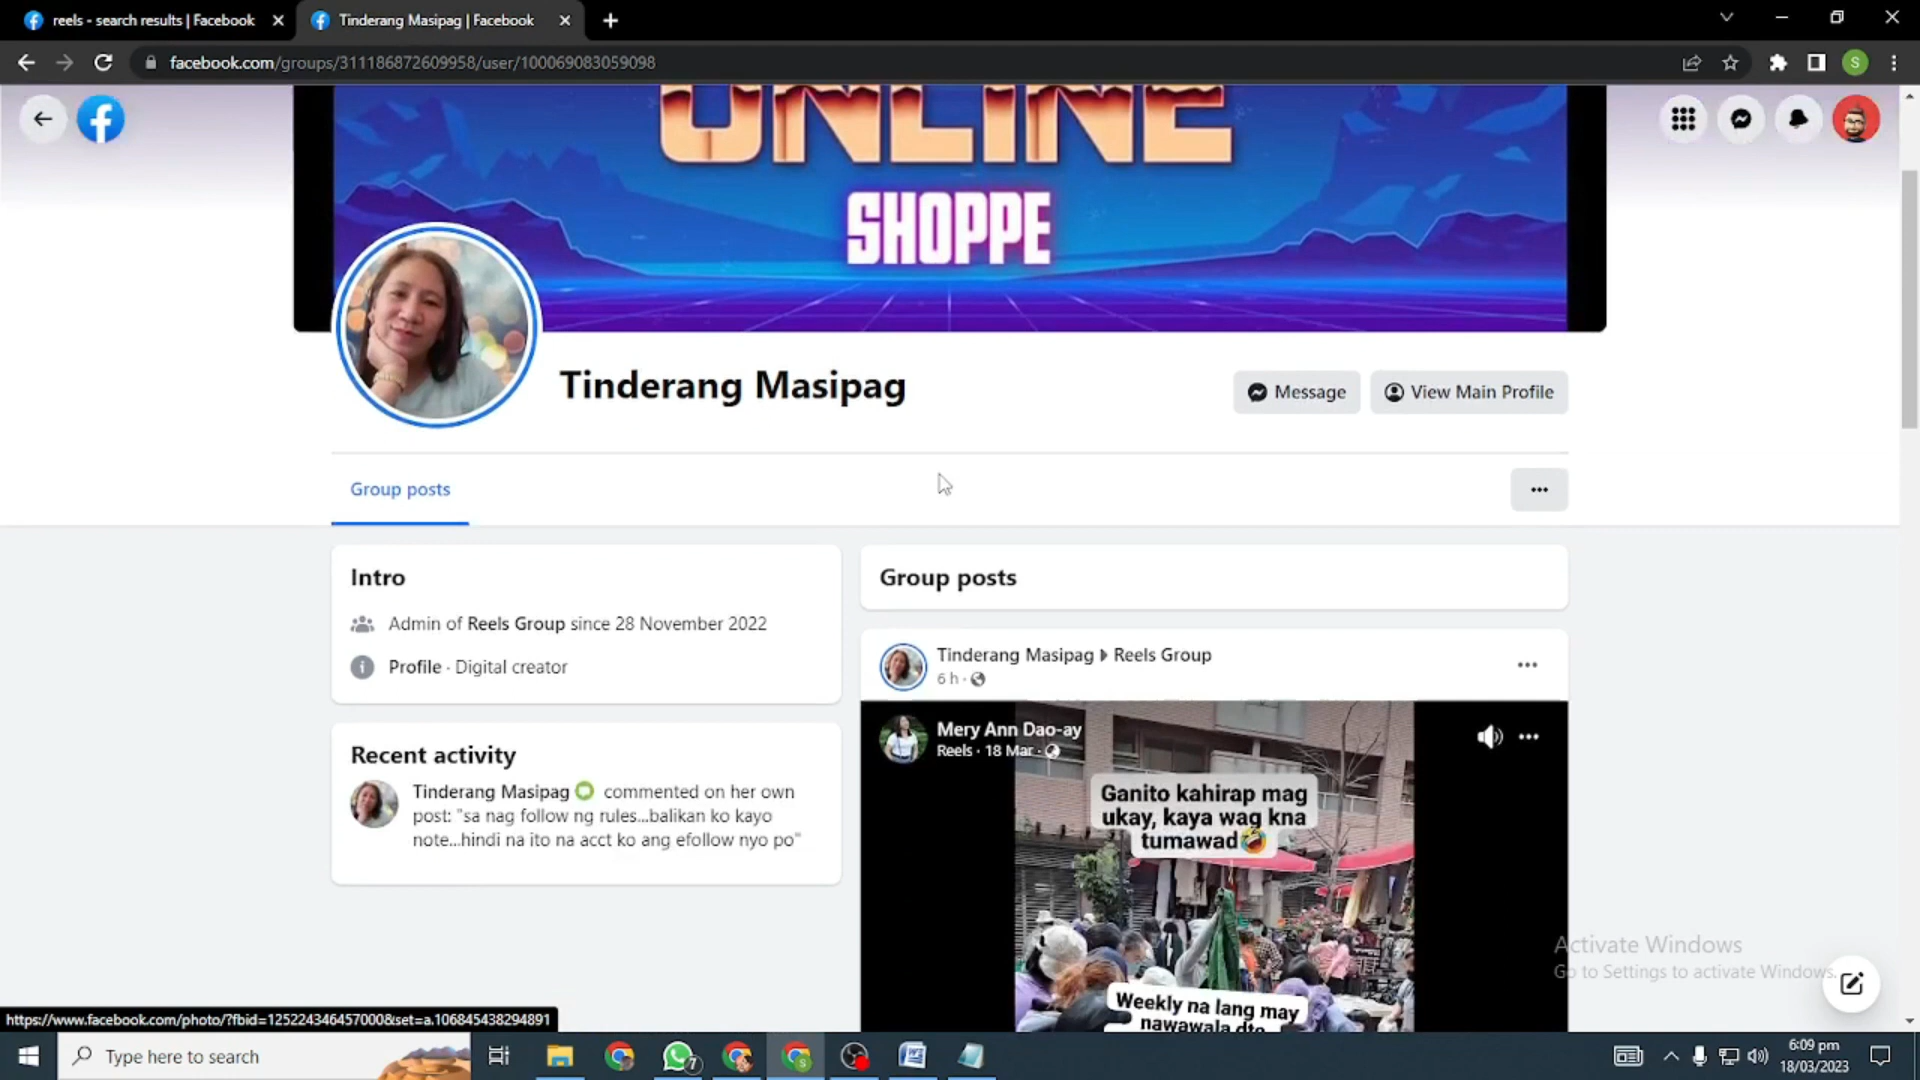 reels - search results | Facebook
Tinderang Masipag | Facebook
facebook.com/groups/311186872609958/user/100069083059098
S
ONLINE
SHOPPE
Tinderang Masipag
Message
View Main Profile
Group posts
Intro
Admin of Reels Group since 28 November 2022
Profile · Digital creator
Recent activity
Tinderang Masipag commented on her own
post: "sa nag follow ng rules...balikan ko kayo
note...hindi na ito na acct ko ang efollow nyo po"
Group posts
Tinderang Masipag Reels Group
6 h ·
Mery Ann Dao-ay
Reels · 18 Mar ·
Ganito kahirap mag
ukay, kaya wag kna
tumawad
Weekly na lang may
nawawala dto
Activate Windows
Go to Settings to activate Windows.
https://www.facebook.com/photo/?fbid=125224346457000&set=a.106845438294891
Type here to search
7
S
6:09 pm
18/03/2023